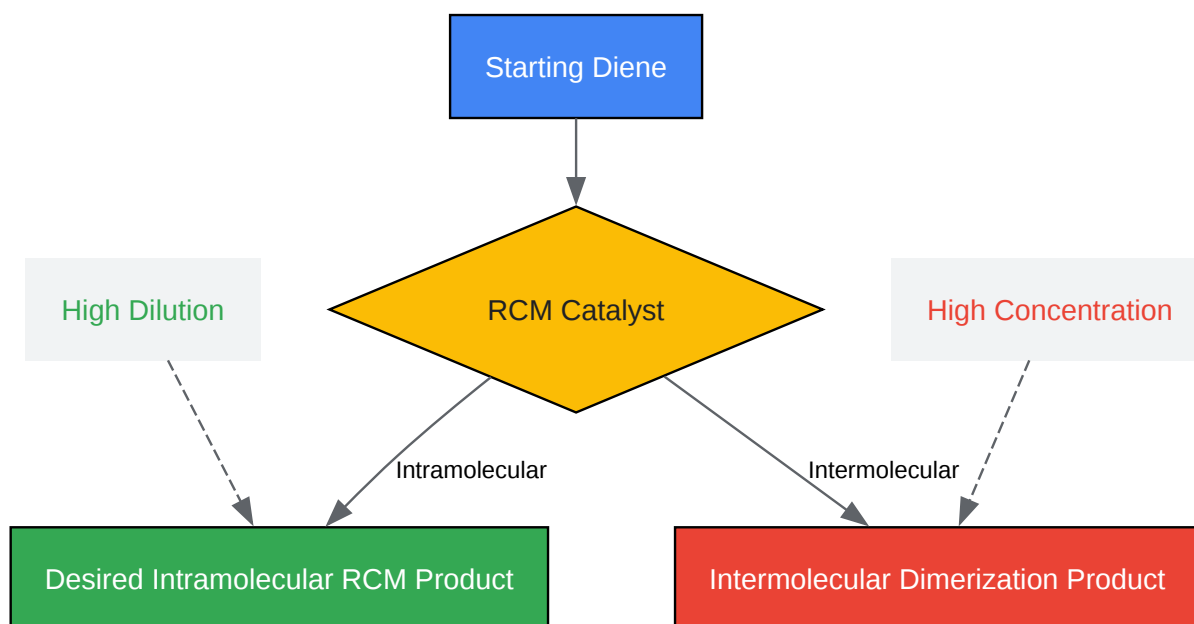 Starting Diene
High Dilution
RCM Catalyst
High Concentration
Intramolecular
Intermolecular
Desired Intramolecular RCM Product
Intermolecular Dimerization Product